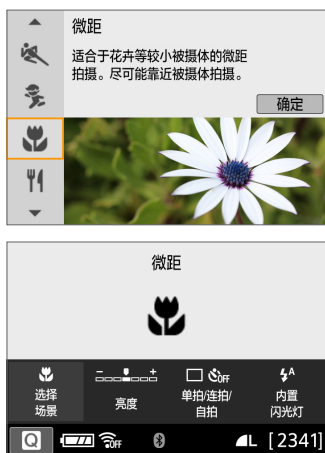 微距
适合于花卉等较小被摄体的微距
拍摄。尽可能靠近被摄体拍摄。
确定
微距
选择
场景
亮度
单拍/连拍/
自拍
OFF
内置
闪光灯
A
Q
OFF
L [2341]